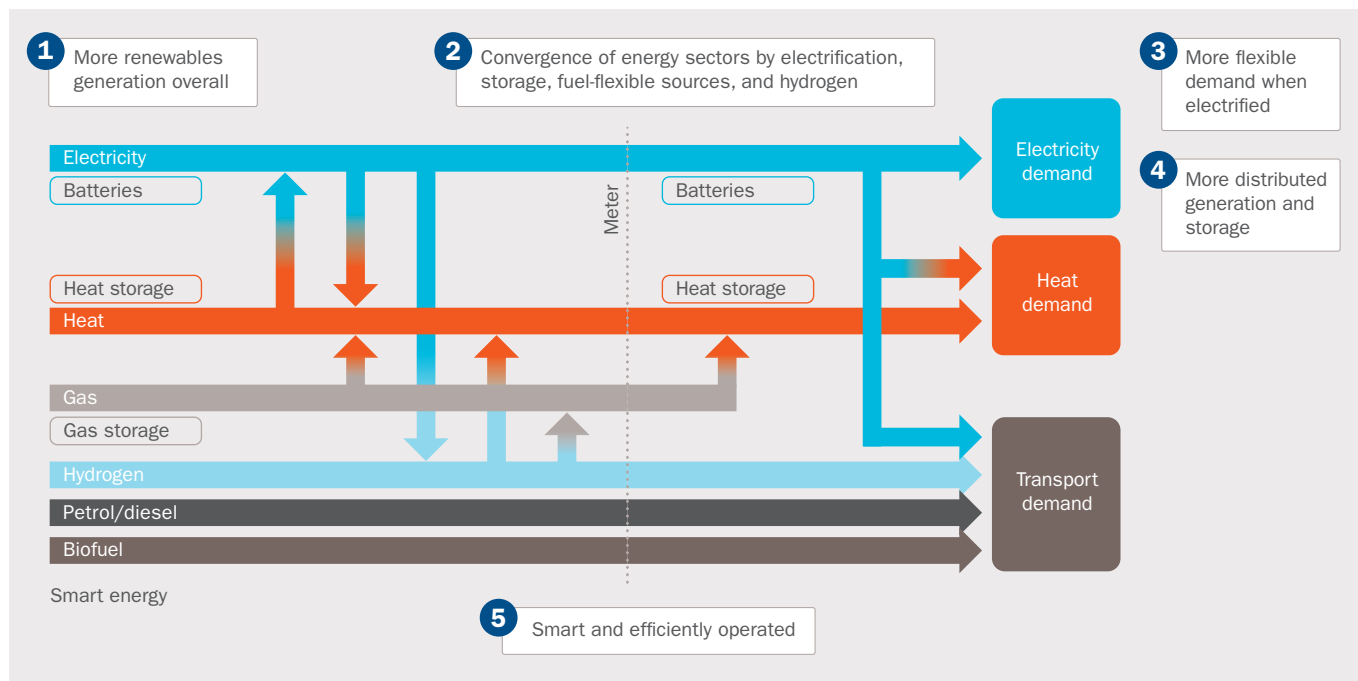 1
More renewables
generation overall
2
Convergence of energy sectors by electrification,
storage, fuel-flexible sources, and hydrogen
3
More flexible
demand when
electrified
4
More distributed
generation and
storage
Electricity
Batteries
Batteries
Meter
Electricity
demand
Heat storage
Heat storage
Heat
Heat
demand
Gas
Gas storage
Hydrogen
Petrol/diesel
Biofuel
Transport
demand
Smart energy
5
Smart and efficiently operated